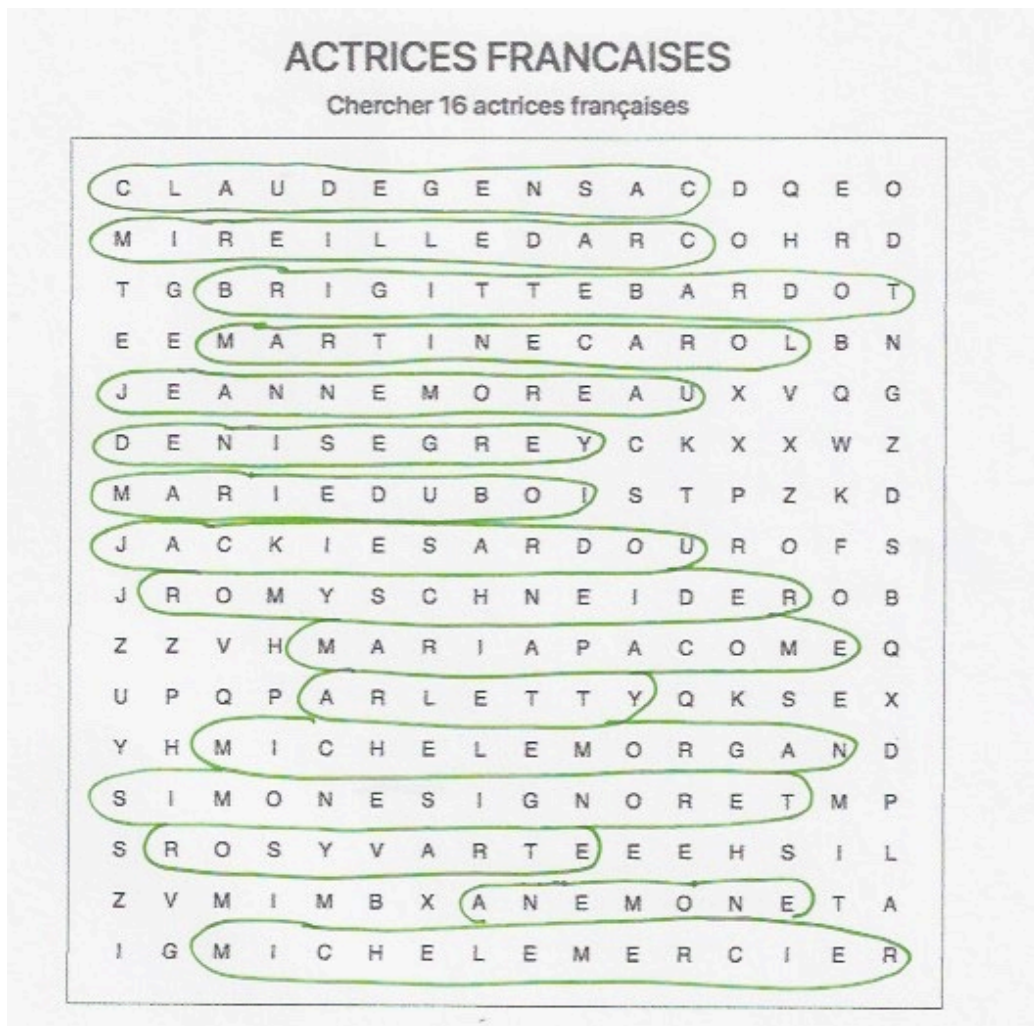 ACTRICES FRANCAISES
Chercher 16 actrices françaises
C L A U D E G E N S A C D Q E O
M I R E I L L E D A R C O H R D
T G B R I G I T T E B A R D O T
E E M A R T I N E C A R O L B N
J E A N N E M O R E A U X V Q G
D E N I S E G R E Y C K X X W Z
M A R I E D U B O I S T P Z K D
J A C K I E S A R D O U R O F S
J R O M Y S C H N E I D E R O B
Z Z V H M A R I A P A C O M E Q
U P Q P A R L E T T Y Q K S E X
Y H M I C H E L E M O R G A N D
S I M O N E S I G N O R E T M P
S R O S Y V A R T E E E H S I L
Z V M I M B X A N E M O N E T A
I G M I C H E L E M E R C I E R